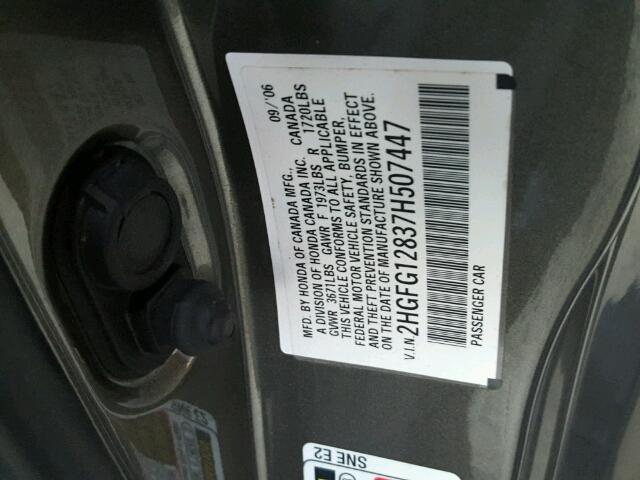 MFD. BY HONDA OF CANADA MFG., 09/'06
A DIVISION OF HONDA CANADA INC. CANADA
GVWR 3671LBS GAWR F 1973LBS R 1720LBS
THIS VEHICLE CONFORMS TO ALL APPLICABLE
FEDERAL MOTOR VEHICLE SAFETY, BUMPER,
AND THEFT PREVENTION STANDARDS IN EFFECT
ON THE DATE OF MANUFACTURE SHOWN ABOVE.
V.I.N. 2HGFG12837H507447
PASSENGER CAR
SNE E2